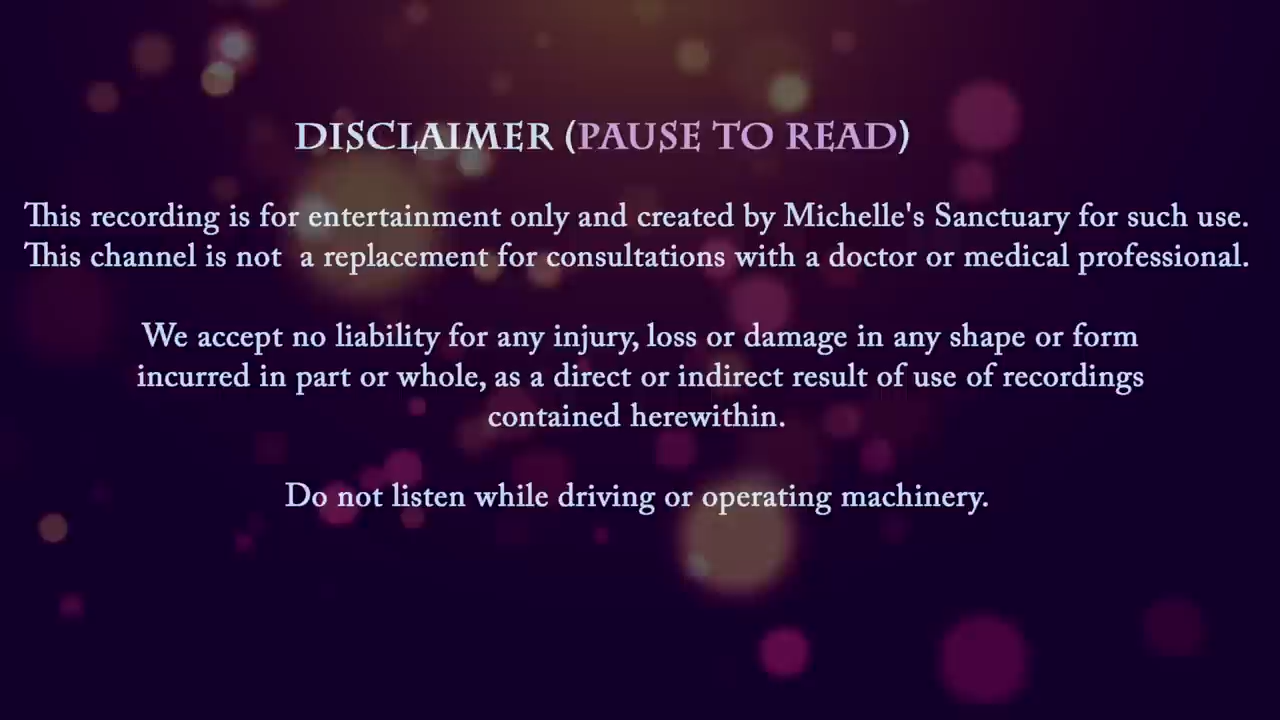 DISCLAIMER (PAUSE TO READ)
This recording is for entertainment only and created by Michelle's Sanctuary for such use.
This channel is not  a replacement for consultations with a doctor or medical professional.
We accept no liability for any injury, loss or damage in any shape or form
incurred in part or whole, as a direct or indirect result of use of recordings
contained herewithin.
Do not listen while driving or operating machinery.